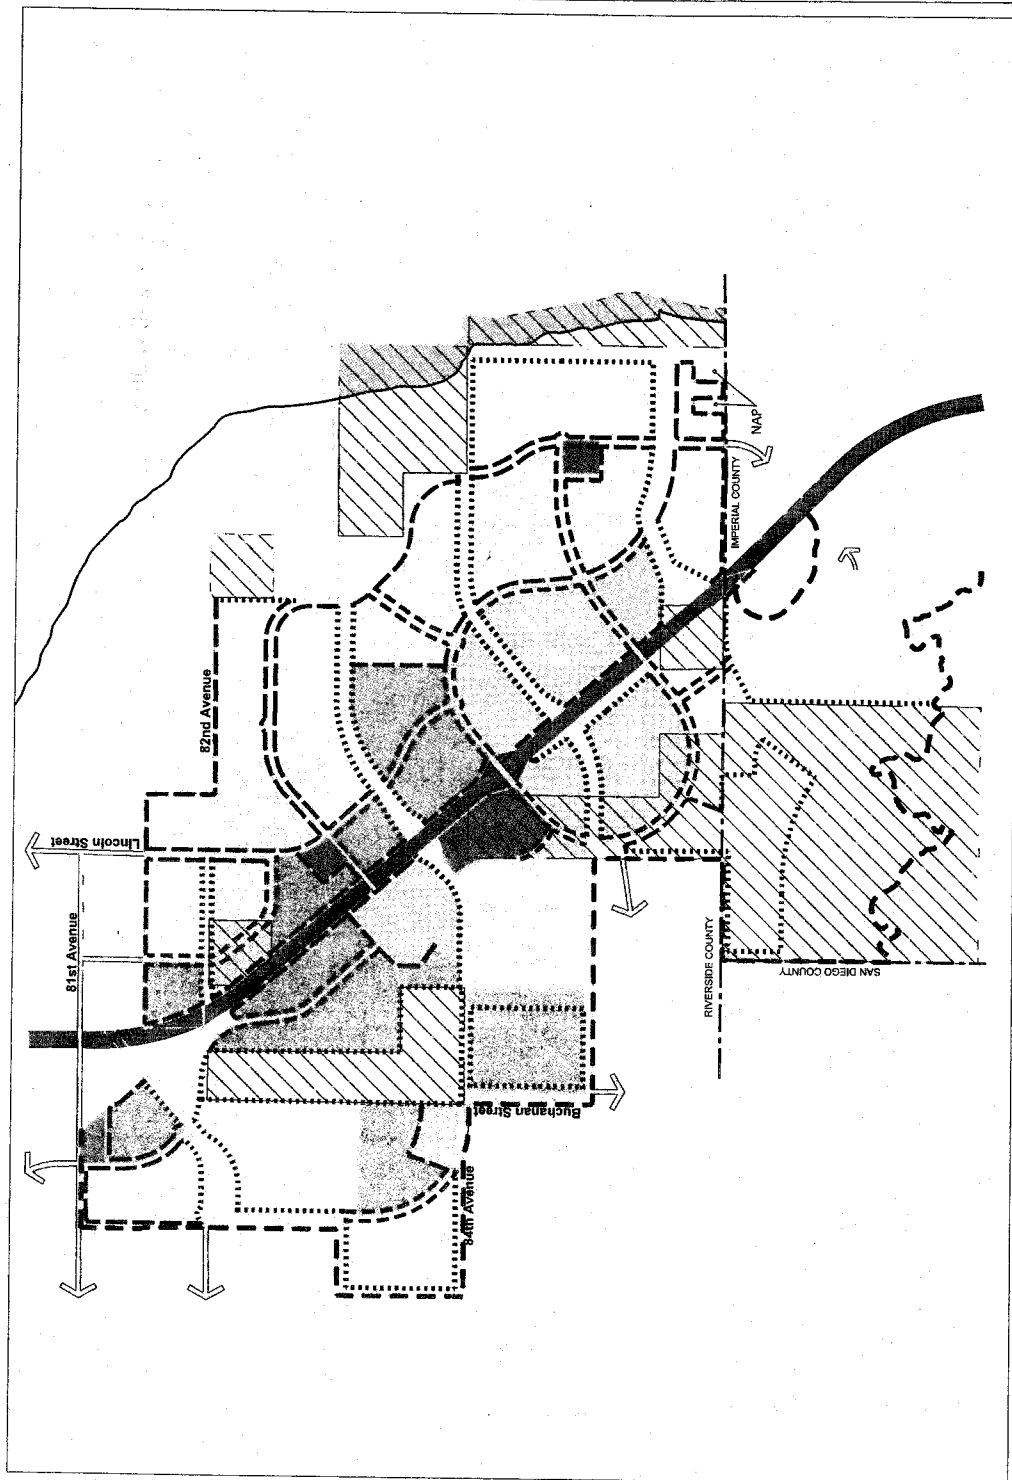 81st Avenue
Lincoln Street
82nd Avenue
84th Avenue
Buchanan Street
RIVERSIDE COUNTY
IMPERIAL COUNTY
SAN DIEGO COUNTY
NAP